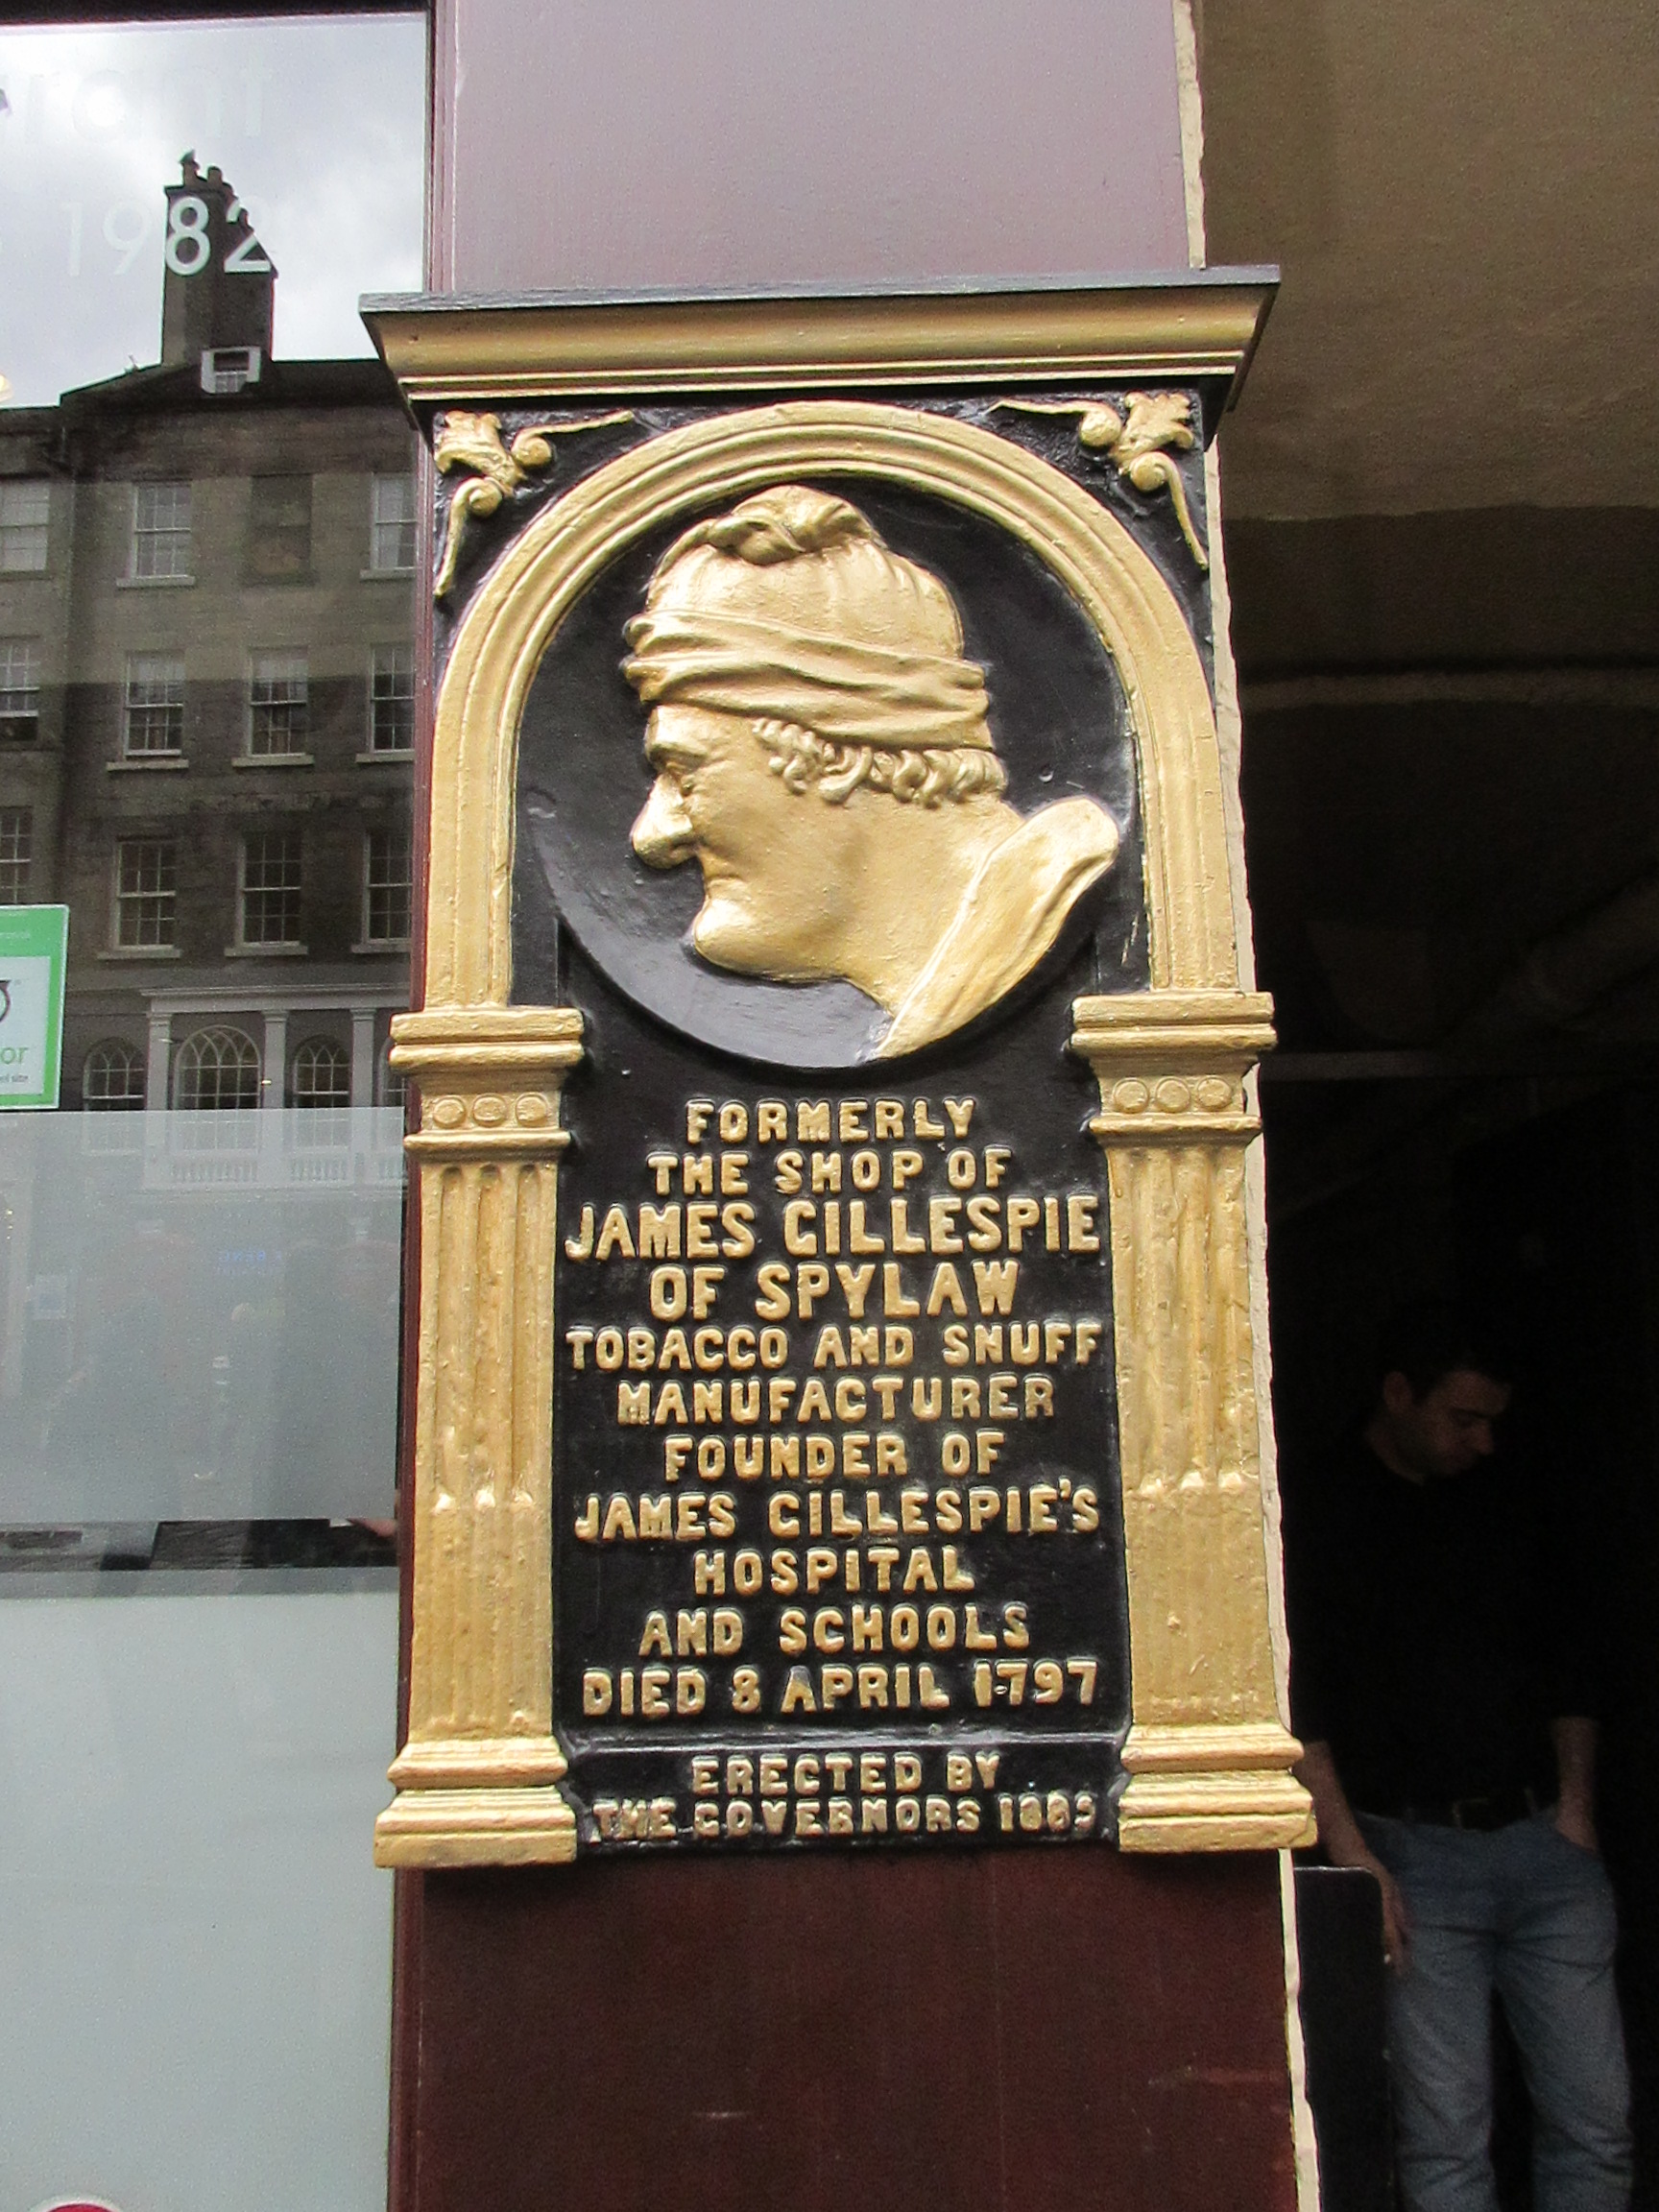 1982
FORMERLY
THE SHOP OF
JAMES GILLESPIE
OF SPYLAW
TOBACCO AND SNUFF
MANUFACTURER
FOUNDER OF
JAMES GILLESPIE'S
HOSPITAL
AND SCHOOLS
DIED 8 APRIL 1797
ERECTED BY
THE GOVERNORS